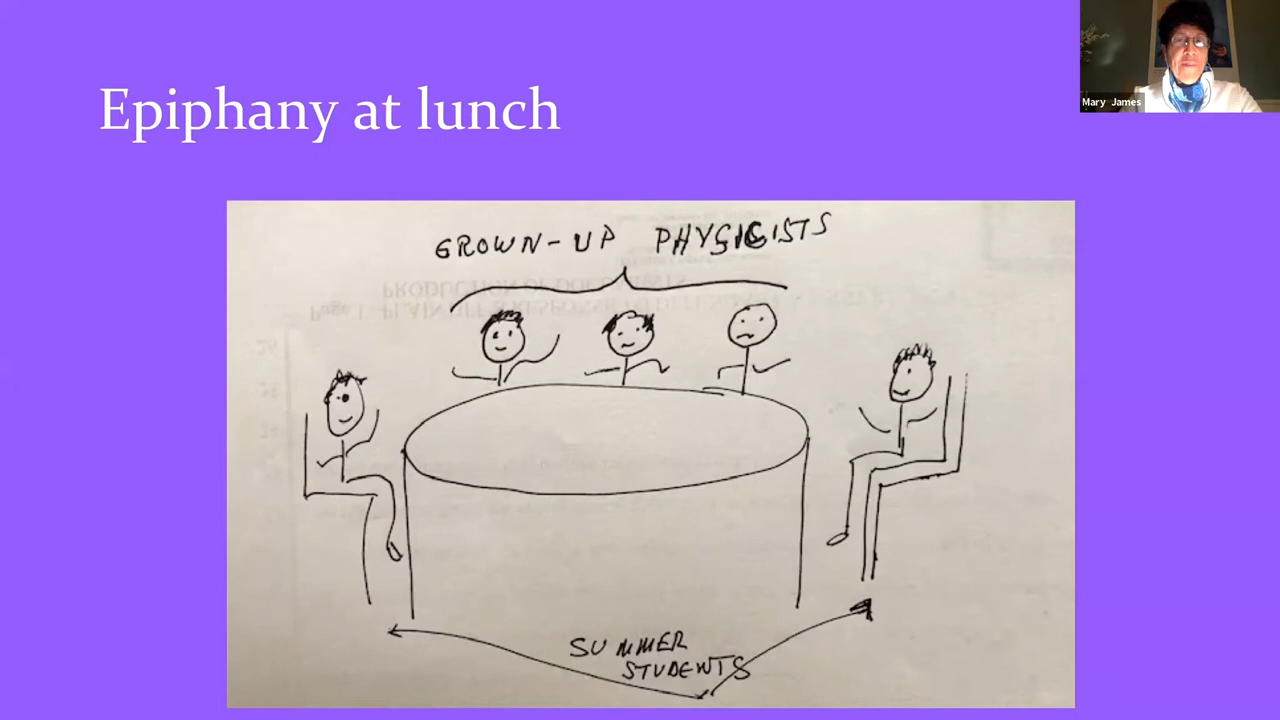 Epiphany at lunch
Mary James
GROWN-UP PHYSICISTS
SUMMER
STUDENTS